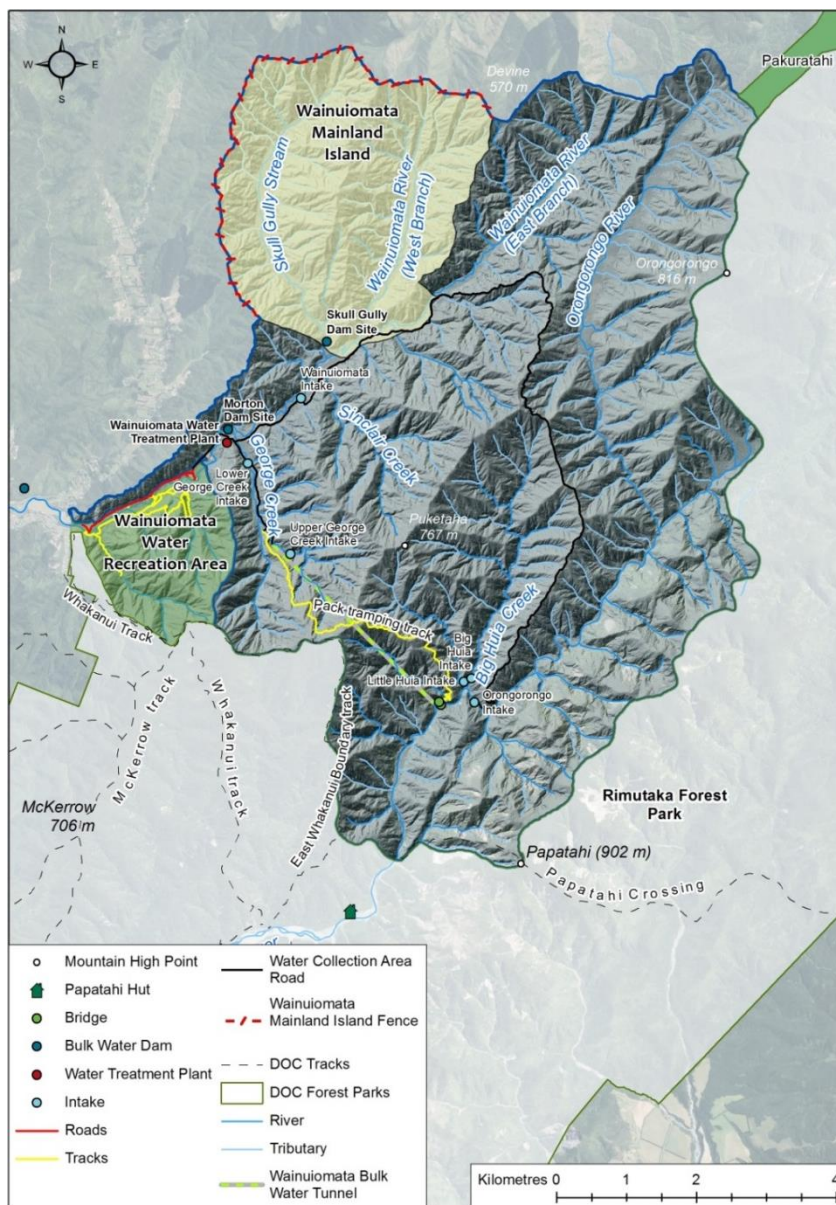 N
W E
S
Devine
570 m
Pakuratahi
Wainuiomata
Mainland
Island
Skull Gully Stream
Wainuiomata River
(West Branch)
Wainuiomata River
(East Branch)
Orongorongo River
Orongorongo
816 m
Skull Gully
Dam Site
Wainuiomata
Intake
Morton
Dam Site
Wainuiomata Water
Treatment Plant
Sinclair Creek
George Creek
Lower
George Creek
Intake
Wainuiomata
Water
Recreation Area
Upper George
Creek Intake
Puketaha
767 m
Whakanui Track
Pack tramping track
Big Huia Creek
Big
Huia
Intake
Little Huia Intake
Orongorongo
Intake
McKerrow track
Whakanui track
East Whakanui Boundary track
McKerrow
706 m
Rimutaka Forest
Park
Papatahi (902 m)
Papatahi Crossing
Mountain High Point
Papatahi Hut
Bridge
Bulk Water Dam
Water Treatment Plant
Intake
Roads
Tracks
Water Collection Area
Road
Wainuiomata
Mainland Island Fence
DOC Tracks
DOC Forest Parks
River
Tributary
Wainuiomata Bulk
Water Tunnel
Kilometres
0 1 2 4